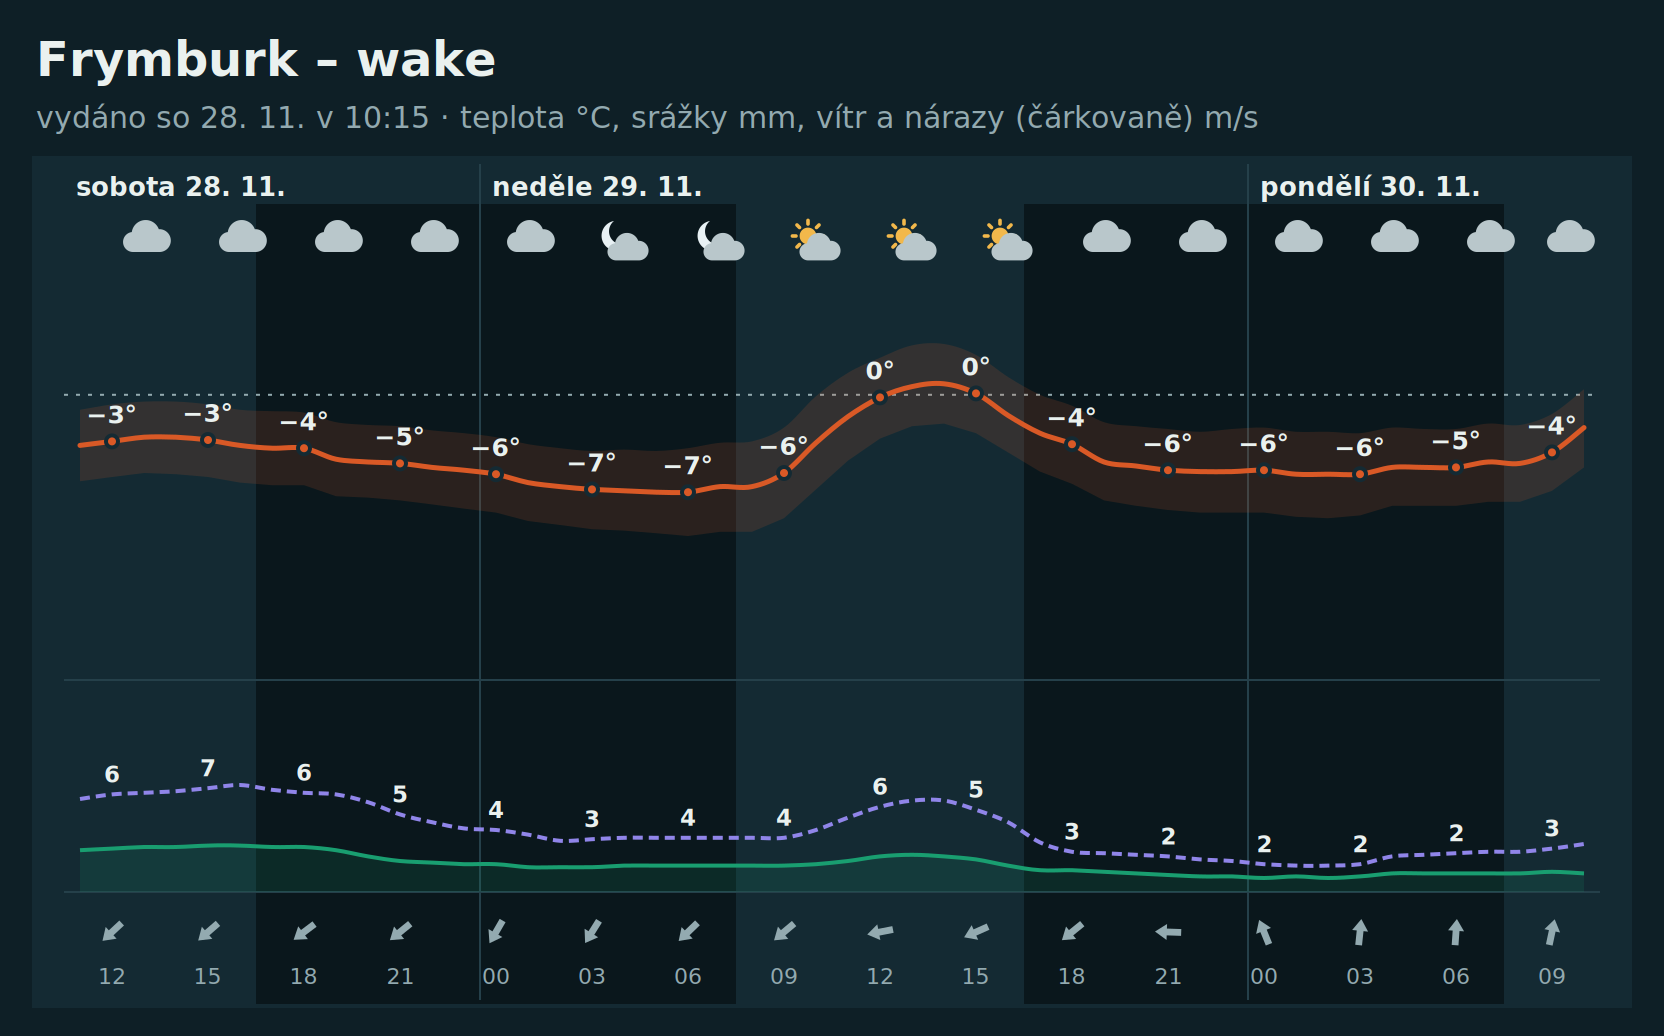 Frymburk – wake
vydáno so 28. 11. v 10:15 · teplota °C, srážky mm, vítr a nárazy (čárkovaně) m/s
sobota 28. 11. neděle 29. 11. pondělí 30. 11.
−3° −3° −4° −5° −6° −7° −7° −6° 0° 0° −4° −6° −6° −6° −5° −4°
6 7 6 5 4 3 4 4 6 5 3 2 2 2 2 3
12 15 18 21 00 03 06 09 12 15 18 21 00 03 06 09